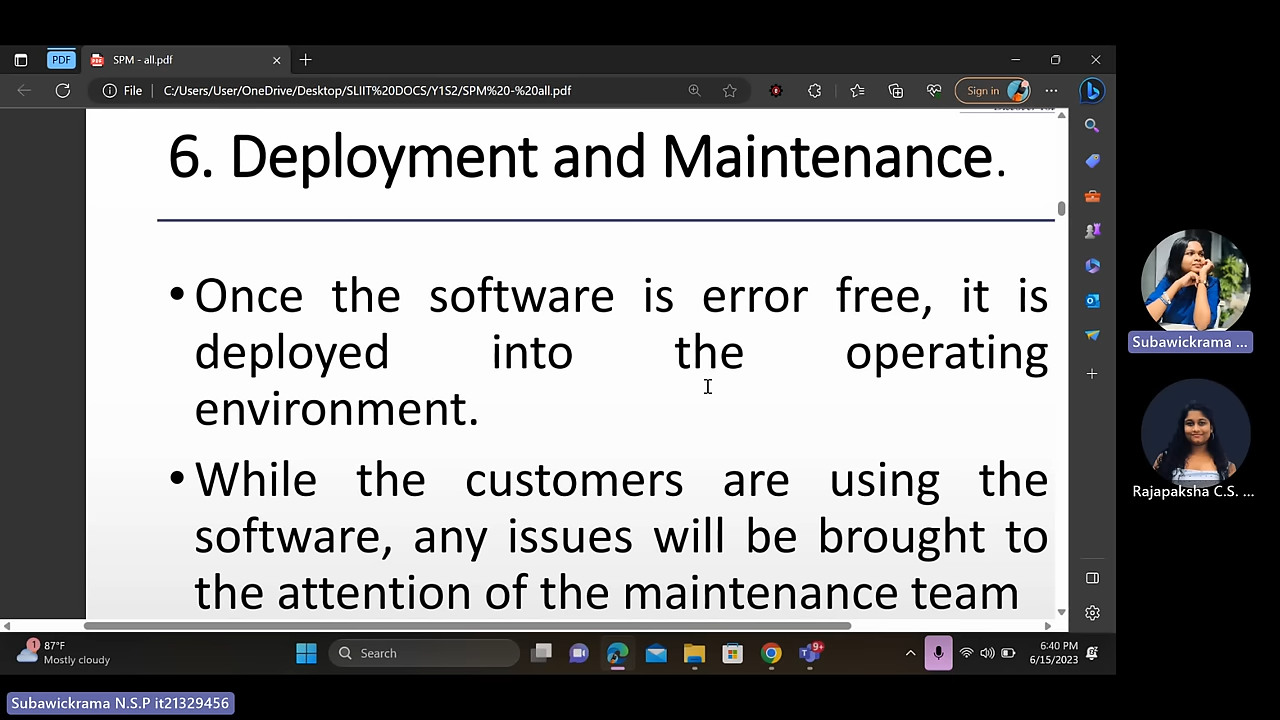 PDF
SPM - all.pdf
File
C:/Users/User/OneDrive/Desktop/SLIIT%20DOCS/Y1S2/SPM%20-%20all.pdf
Sign in
6. Deployment and Maintenance.
• Once the software is error free, it is
deployed into the operating
environment.
• While the customers are using the
software, any issues will be brought to
the attention of the maintenance team
Subawickrama ...
Rajapaksha C.S. ...
1
87°F
Mostly cloudy
Search
9+
6:40 PM
6/15/2023
Subawickrama N.S.P it21329456